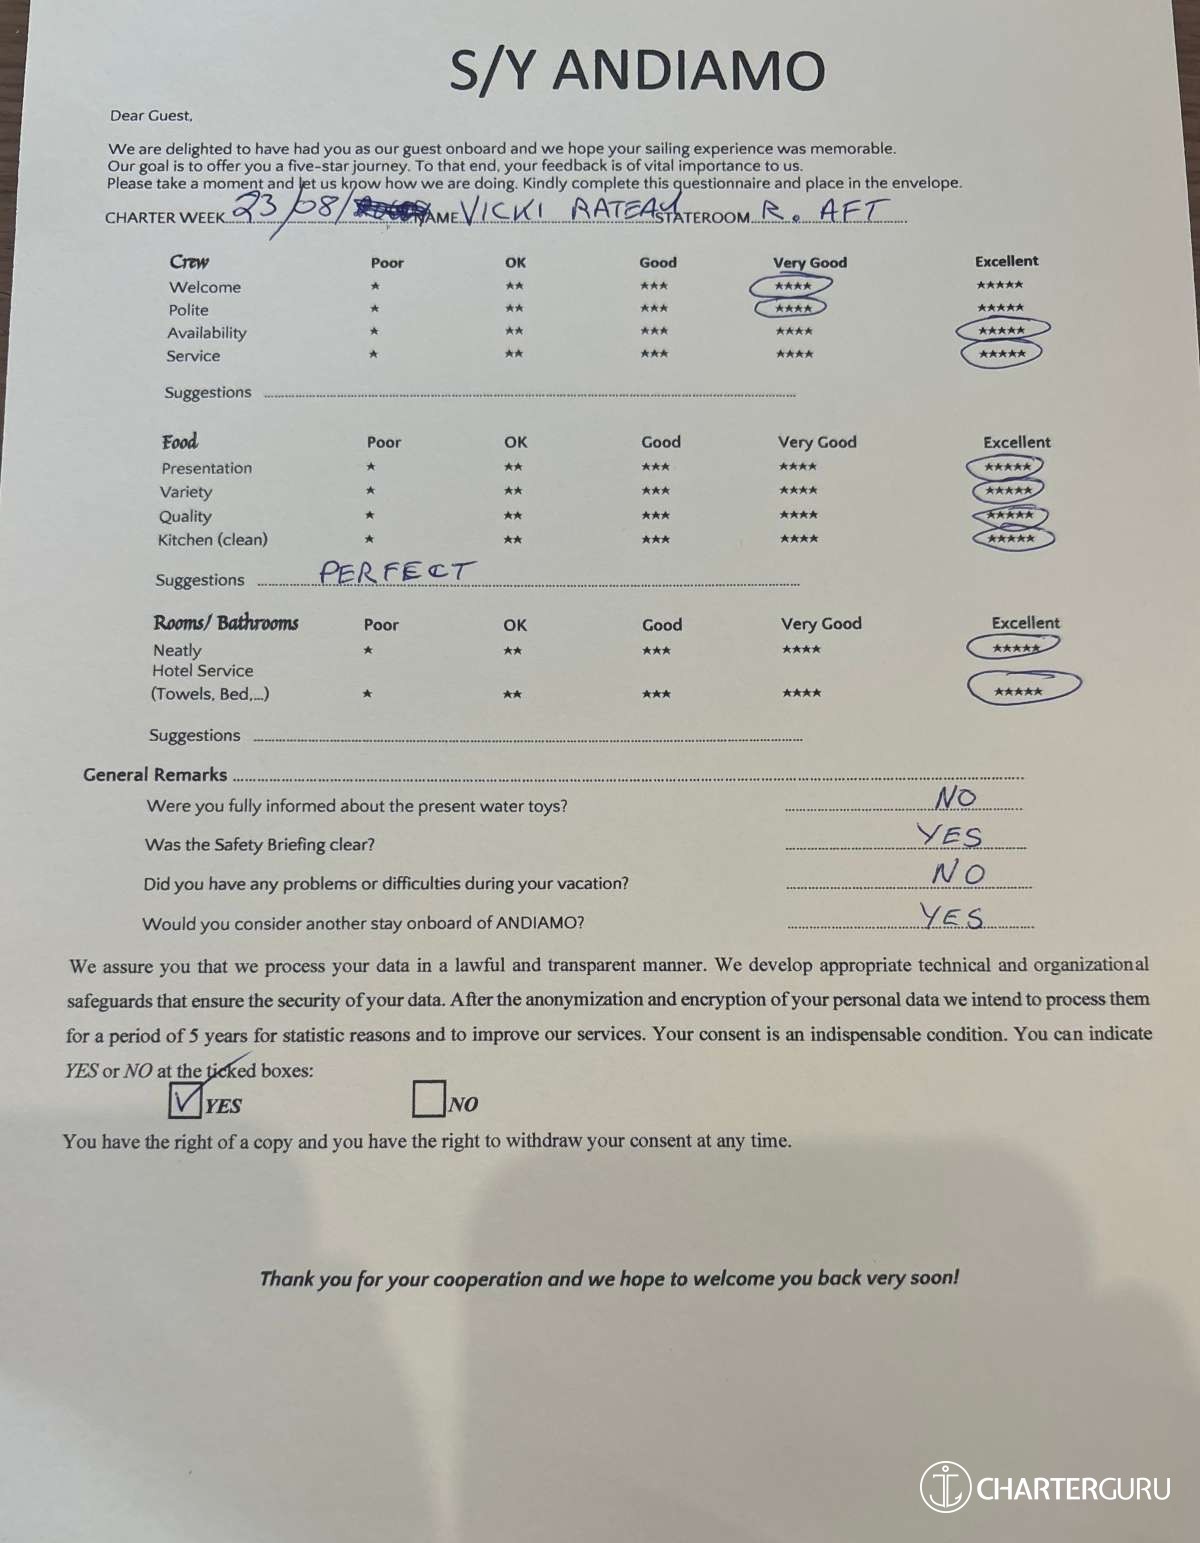 S/Y ANDIAMO
Dear Guest,
We are delighted to have had you as our guest onboard and we hope your sailing experience was memorable.
Our goal is to offer you a five-star journey. To that end, your feedback is of vital importance to us.
Please take a moment and let us know how we are doing. Kindly complete this questionnaire and place in the envelope.
CHARTER WEEK 23/08/ NAME VICKI RATEAU STATEROOM R. AFT
Crew Poor OK Good Very Good Excellent
Welcome ★ ★★ ★★★ ★★★★ ★★★★★
Polite ★ ★★ ★★★ ★★★★ ★★★★★
Availability ★ ★★ ★★★ ★★★★ ★★★★★
Service ★ ★★ ★★★ ★★★★ ★★★★★
Suggestions
Food Poor OK Good Very Good Excellent
Presentation ★ ★★ ★★★ ★★★★ ★★★★★
Variety ★ ★★ ★★★ ★★★★ ★★★★★
Quality ★ ★★ ★★★ ★★★★ ★★★★★
Kitchen (clean) ★ ★★ ★★★ ★★★★ ★★★★★
Suggestions PERFECT
Rooms/ Bathrooms Poor OK Good Very Good Excellent
Neatly ★ ★★ ★★★ ★★★★ ★★★★★
Hotel Service
(Towels, Bed,...) ★ ★★ ★★★ ★★★★ ★★★★★
Suggestions
General Remarks
Were you fully informed about the present water toys? NO
Was the Safety Briefing clear? YES
Did you have any problems or difficulties during your vacation? NO
Would you consider another stay onboard of ANDIAMO? YES
We assure you that we process your data in a lawful and transparent manner. We develop appropriate technical and organizational
safeguards that ensure the security of your data. After the anonymization and encryption of your personal data we intend to process them
for a period of 5 years for statistic reasons and to improve our services. Your consent is an indispensable condition. You can indicate
YES or NO at the ticked boxes:
YES NO
You have the right of a copy and you have the right to withdraw your consent at any time.
Thank you for your cooperation and we hope to welcome you back very soon!
CHARTERGURU